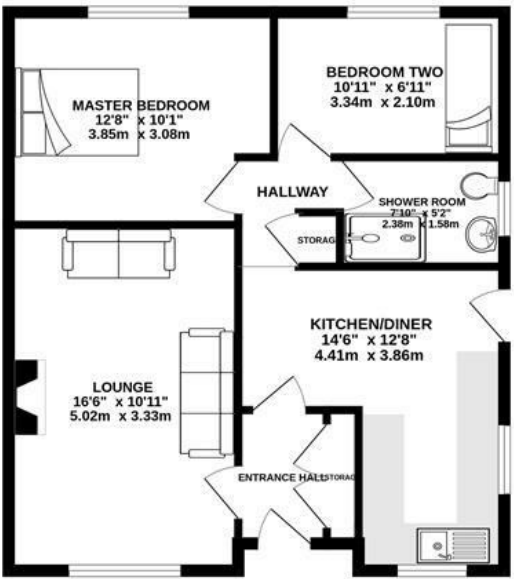 MASTER BEDROOM
12'8" x 10'1"
3.85m x 3.08m
BEDROOM TWO
10'11" x 6'11"
3.34m x 2.10m
HALLWAY
SHOWER ROOM
7'10" x 5'2"
2.38m x 1.58m
STORAGE
KITCHEN/DINER
14'6" x 12'8"
4.41m x 3.86m
LOUNGE
16'6" x 10'11"
5.02m x 3.33m
ENTRANCE HALL
STORAGE